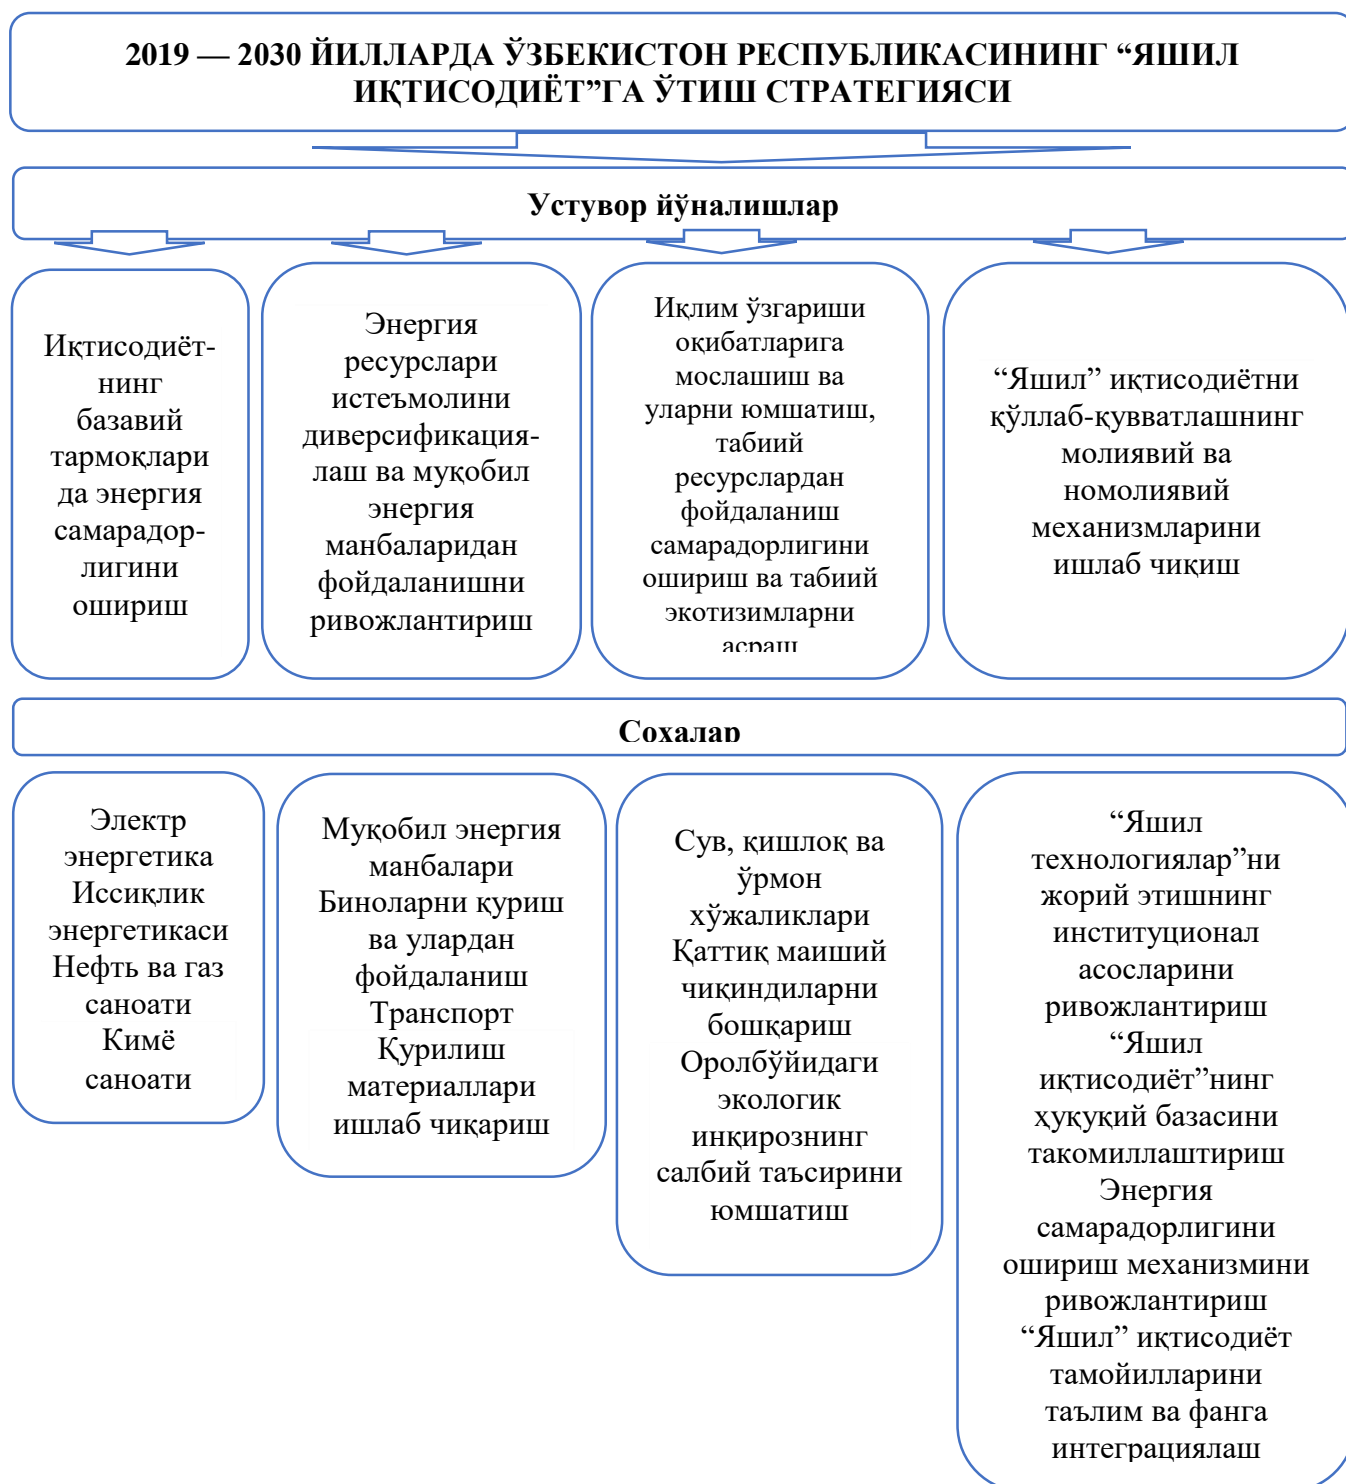 2019 — 2030 ЙИЛЛАРДА ЎЗБЕКИСТОН РЕСПУБЛИКАСИНИНГ “ЯШИЛ
ИҚТИСОДИЁТ”ГА ЎТИШ СТРАТЕГИЯСИ
Устувор йўналишлар
Иқтисодиёт-
нинг
базавий
тармоқлари
да энергия
самарадор-
лигини
ошириш
Энергия
ресурслари
истеъмолини
диверсификация-
лаш ва муқобил
энергия
манбаларидан
фойдаланишни
ривожлантириш
Иқлим ўзгариши
оқибатларига
мослашиш ва
уларни юмшатиш,
табиий
ресурслардан
фойдаланиш
самарадорлигини
ошириш ва табиий
экотизимларни
асраш
“Яшил” иқтисодиётни
қўллаб-қувватлашнинг
молиявий ва
номолиявий
механизмларини
ишлаб чиқиш
Соҳалар
Электр
энергетика
Иссиқлик
энергетикаси
Нефть ва газ
саноати
Кимё
саноати
Муқобил энергия
манбалари
Биноларни қуриш
ва улардан
фойдаланиш
Транспорт
Қурилиш
материаллари
ишлаб чиқариш
Сув, қишлоқ ва
ўрмон
хўжаликлари
Қаттиқ маиший
чиқиндиларни
бошқариш
Оролбўйидаги
экологик
инқирознинг
салбий таъсирини
юмшатиш
“Яшил
технологиялар”ни
жорий этишнинг
институционал
асосларини
ривожлантириш
“Яшил
иқтисодиёт”нинг
ҳуқуқий базасини
такомиллаштириш
Энергия
самарадорлигини
ошириш механизмини
ривожлантириш
“Яшил” иқтисодиёт
тамойилларини
таълим ва фанга
интеграциялаш